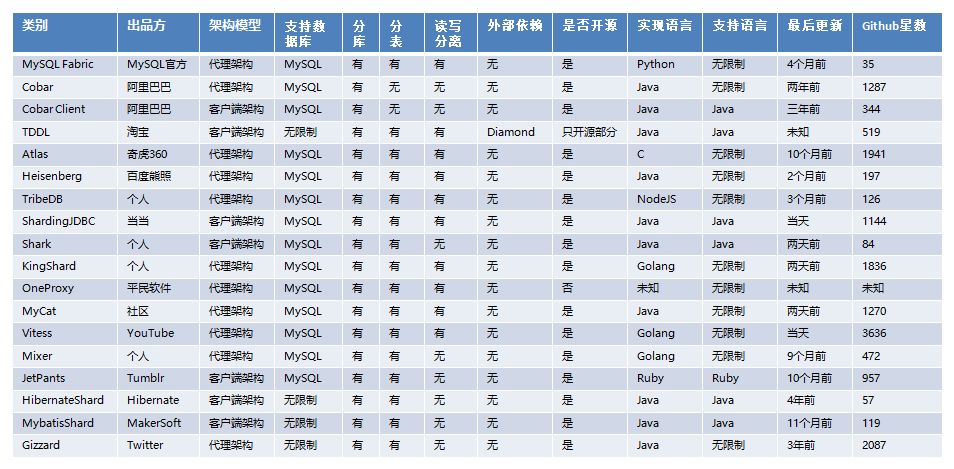 类别 出品方 架构模型 支持数据库 分库 分表 读写分离 外部依赖 是否开源 实现语言 支持语言 最后更新 Github星数
MySQL Fabric MySQL官方 代理架构 MySQL 有 有 有 无 是 Python 无限制 4个月前 35
Cobar 阿里巴巴 代理架构 MySQL 有 无 无 无 是 Java 无限制 两年前 1287
Cobar Client 阿里巴巴 客户端架构 MySQL 有 无 无 无 是 Java Java 三年前 344
TDDL 淘宝 客户端架构 无限制 有 有 有 Diamond 只开源部分 Java Java 未知 519
Atlas 奇虎360 代理架构 MySQL 有 有 有 无 是 C 无限制 10个月前 1941
Heisenberg 百度熊照 代理架构 MySQL 有 有 有 无 是 Java 无限制 2个月前 197
TribeDB 个人 代理架构 MySQL 有 有 有 无 是 NodeJS 无限制 3个月前 126
ShardingJDBC 当当 客户端架构 MySQL 有 有 有 无 是 Java Java 当天 1144
Shark 个人 客户端架构 MySQL 有 有 无 无 是 Java Java 两天前 84
KingShard 个人 代理架构 MySQL 有 有 有 无 是 Golang 无限制 两天前 1836
OneProxy 平民软件 代理架构 MySQL 有 有 有 无 否 未知 无限制 未知 未知
MyCat 社区 代理架构 MySQL 有 有 有 无 是 Java 无限制 两天前 1270
Vitess YouTube 代理架构 MySQL 有 有 有 无 是 Golang 无限制 当天 3636
Mixer 个人 代理架构 MySQL 有 有 无 无 是 Golang 无限制 9个月前 472
JetPants Tumblr 客户端架构 MySQL 有 有 无 无 是 Ruby Ruby 10个月前 957
HibernateShard Hibernate 客户端架构 无限制 有 有 无 无 是 Java Java 4年前 57
MybatisShard MakerSoft 客户端架构 无限制 有 有 无 无 是 Java Java 11个月前 119
Gizzard Twitter 代理架构 无限制 有 有 无 无 是 Java 无限制 3年前 2087